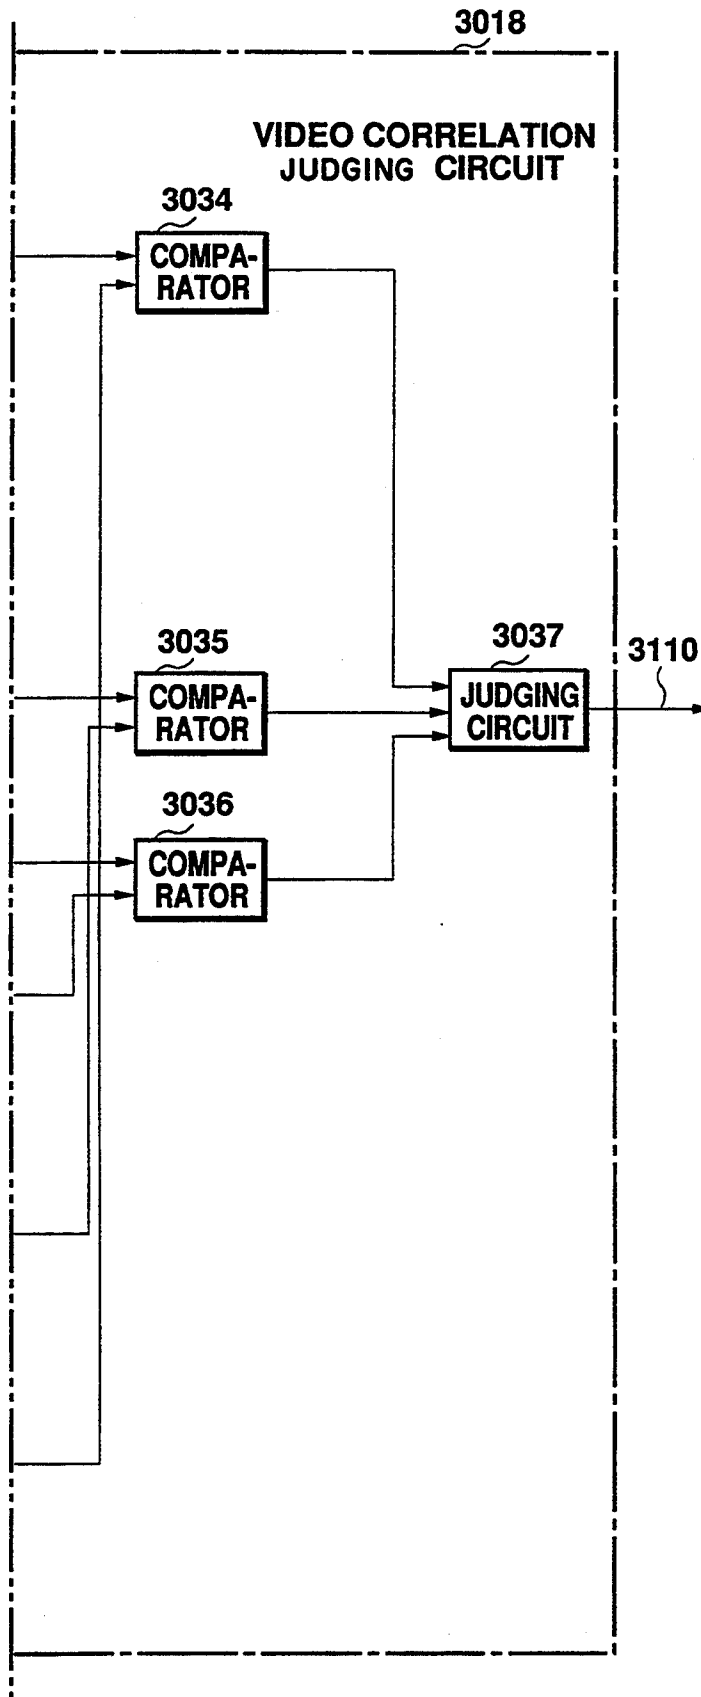 3018
VIDEO CORRELATION
JUDGING CIRCUIT
3034
COMPA-
RATOR
3035
COMPA-
RATOR
3037
JUDGING
CIRCUIT
3110
3036
COMPA-
RATOR